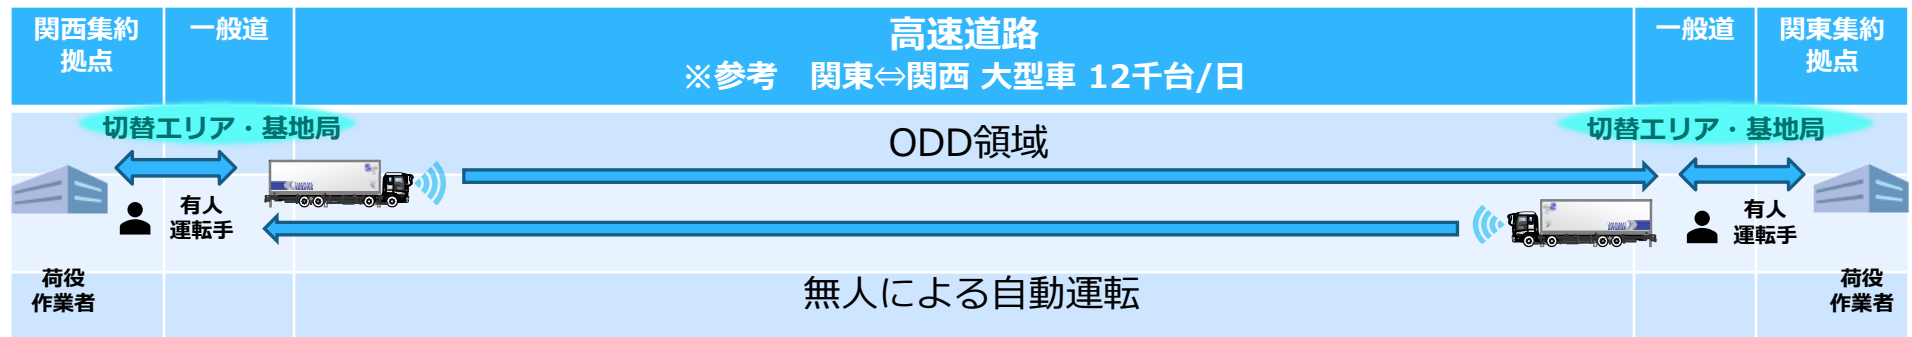 関西集約
拠点
一般道
高速道路
※参考　関東⇔関西 大型車 12千台/日
一般道
関東集約
拠点
切替エリア・基地局
ODD領域
切替エリア・基地局
有人
運転手
有人
運転手
荷役
作業者
無人による自動運転
荷役
作業者